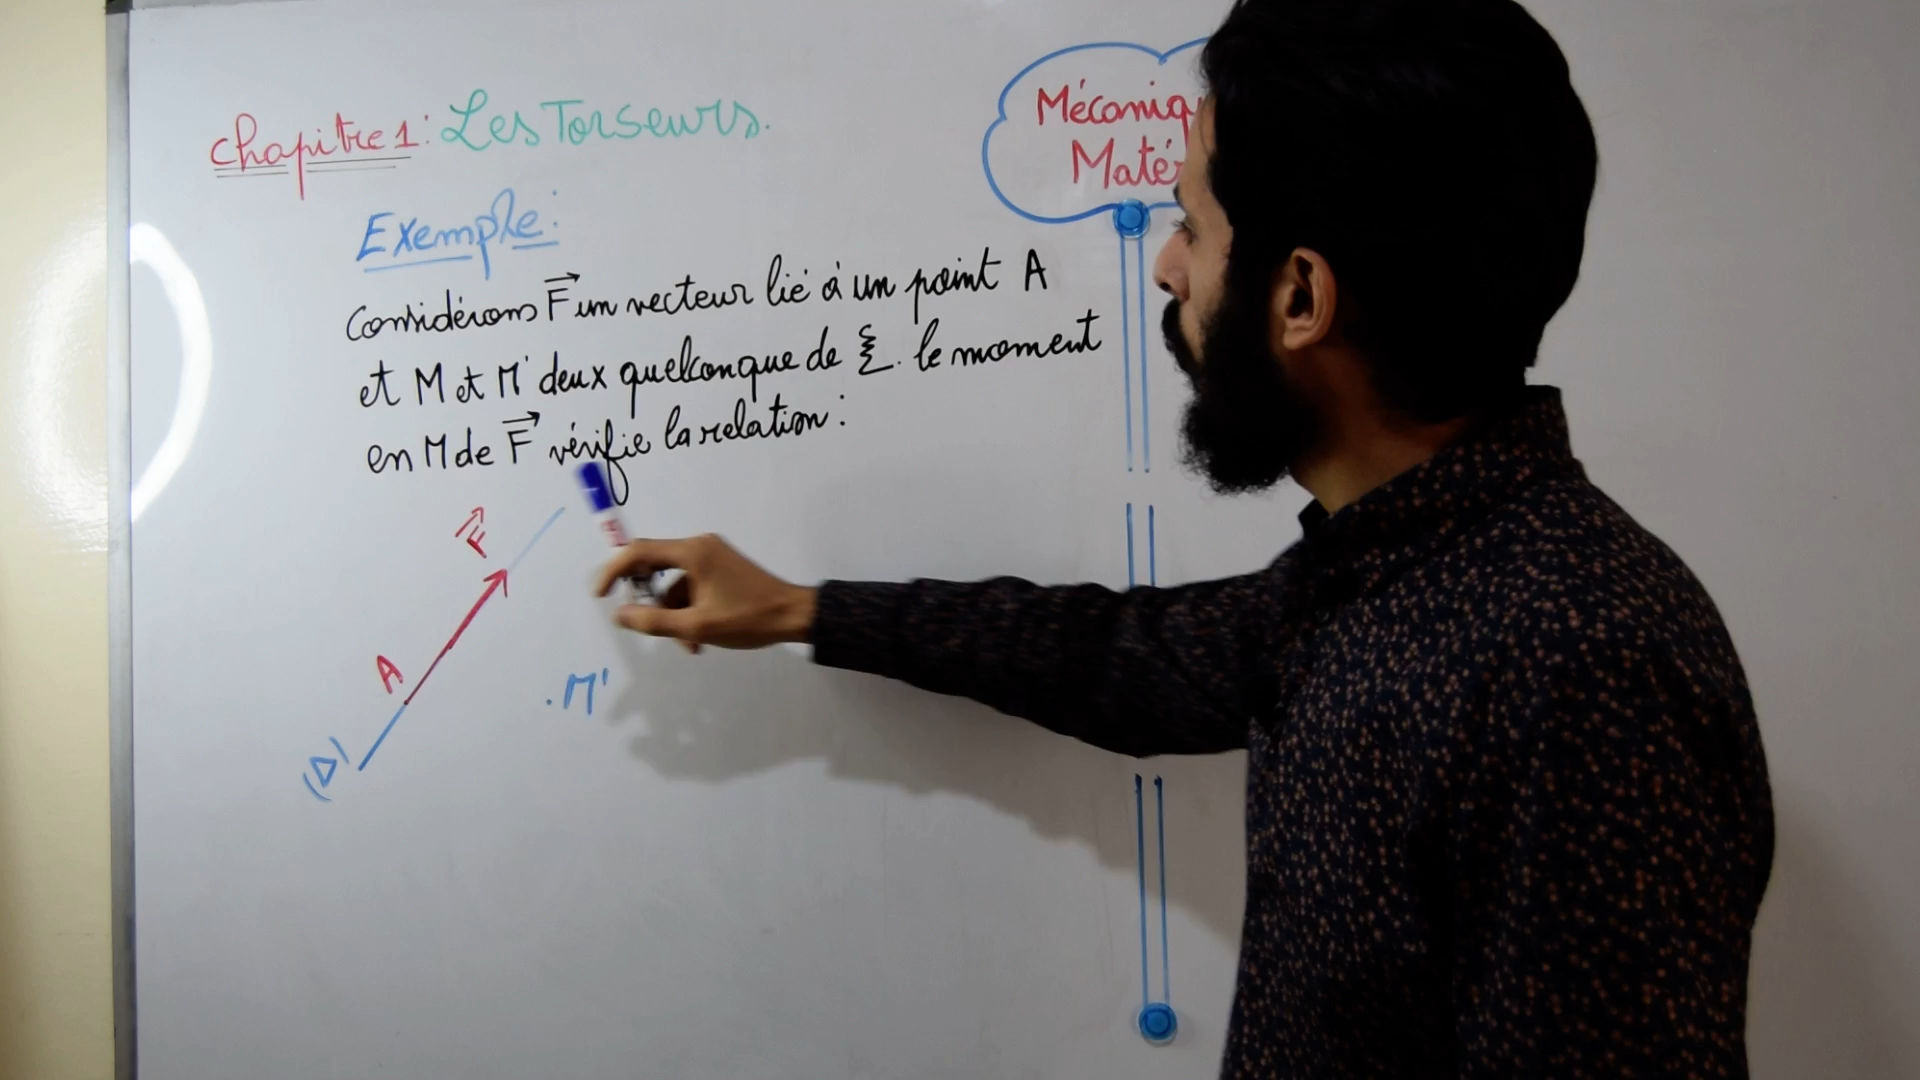 Chapitre 1: Les Torseurs.
Mécaniq
Matér
Exemple:
Considérons F un vecteur lié à un point A
et M et M' deux quelconque de Σ. le moment
en M de F vérifie la relation:
F
A
. M'
(D)